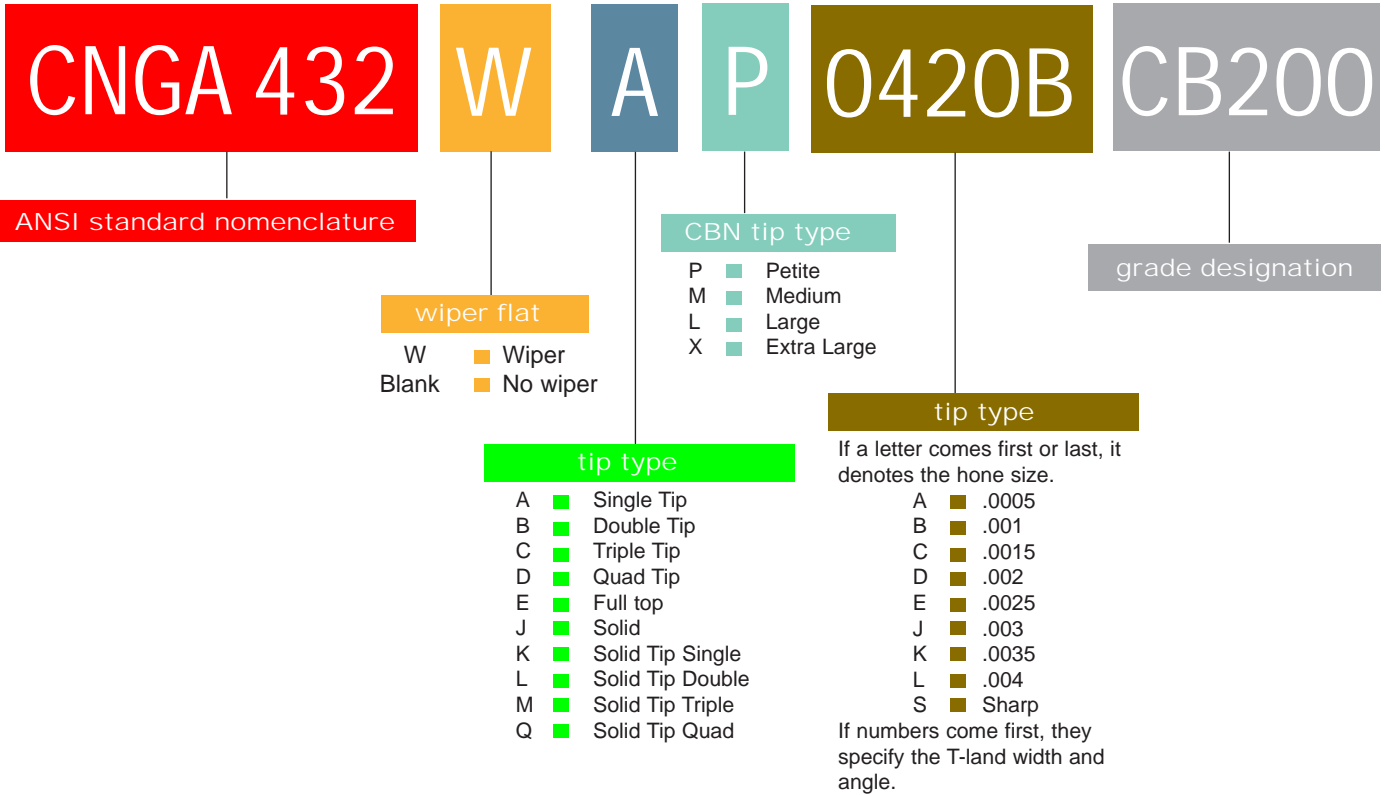 CNGA 432 W A P 0420B CB200
ANSI standard nomenclature
wiper flat
W Wiper
Blank No wiper
tip type
A Single Tip
B Double Tip
C Triple Tip
D Quad Tip
E Full top
J Solid
K Solid Tip Single
L Solid Tip Double
M Solid Tip Triple
Q Solid Tip Quad
CBN tip type
P Petite
M Medium
L Large
X Extra Large
tip type
If a letter comes first or last, it
denotes the hone size.
A .0005
B .001
C .0015
D .002
E .0025
J .003
K .0035
L .004
S Sharp
If numbers come first, they
specify the T-land width and
angle.
grade designation